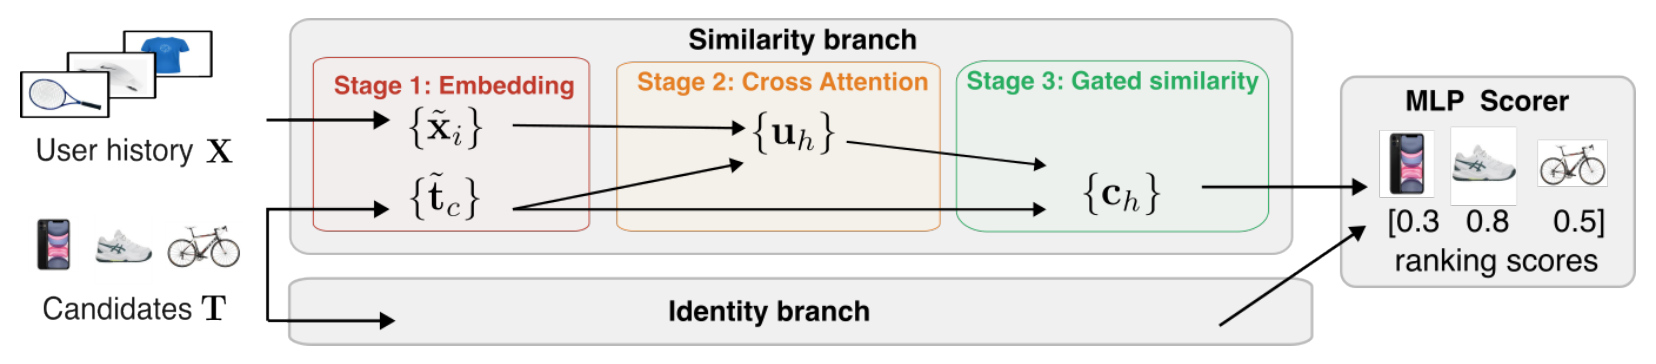 Similarity branch
Stage 1: Embedding
Stage 2: Cross Attention
Stage 3: Gated similarity
{x̃ᵢ}
{uₕ}
{t̃_c}
{cₕ}
User history X
Candidates T
Identity branch
MLP Scorer
[0.3 0.8 0.5]
ranking scores